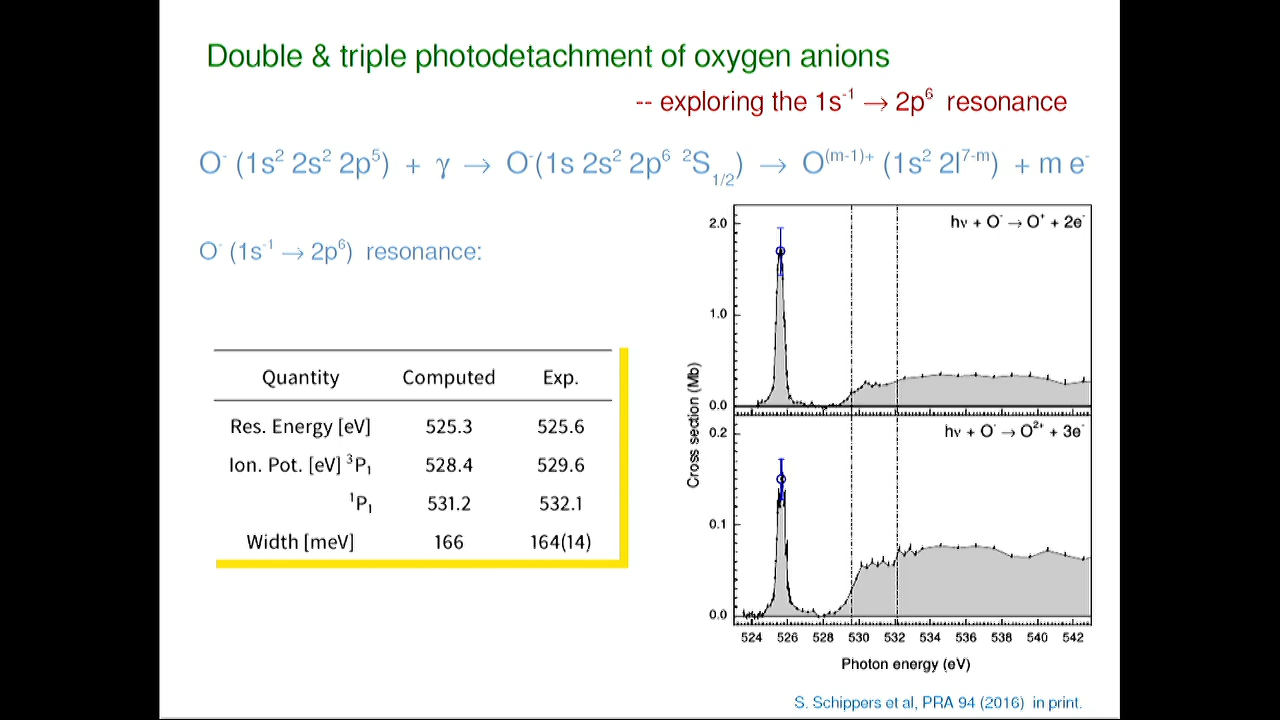 Double & triple photodetachment of oxygen anions
-- exploring the 1s⁻¹ → 2p⁶ resonance
O⁻ (1s² 2s² 2p⁵) + γ → O⁻(1s 2s² 2p⁶ ²S₁/₂) → O⁽ᵐ⁻¹⁾⁺ (1s² 2l⁷⁻ᵐ) + m e⁻
O⁻ (1s⁻¹ → 2p⁶) resonance:
Quantity Computed Exp.
Res. Energy [eV] 525.3 525.6
Ion. Pot. [eV] ³P₁ 528.4 529.6
¹P₁ 531.2 532.1
Width [meV] 166 164(14)
hν + O⁻ → O⁺ + 2e⁻
2.0
1.0
0.0
hν + O⁻ → O²⁺ + 3e⁻
0.2
0.1
0.0
Cross section (Mb)
524 526 528 530 532 534 536 538 540 542
Photon energy (eV)
S. Schippers et al, PRA 94 (2016) in print.